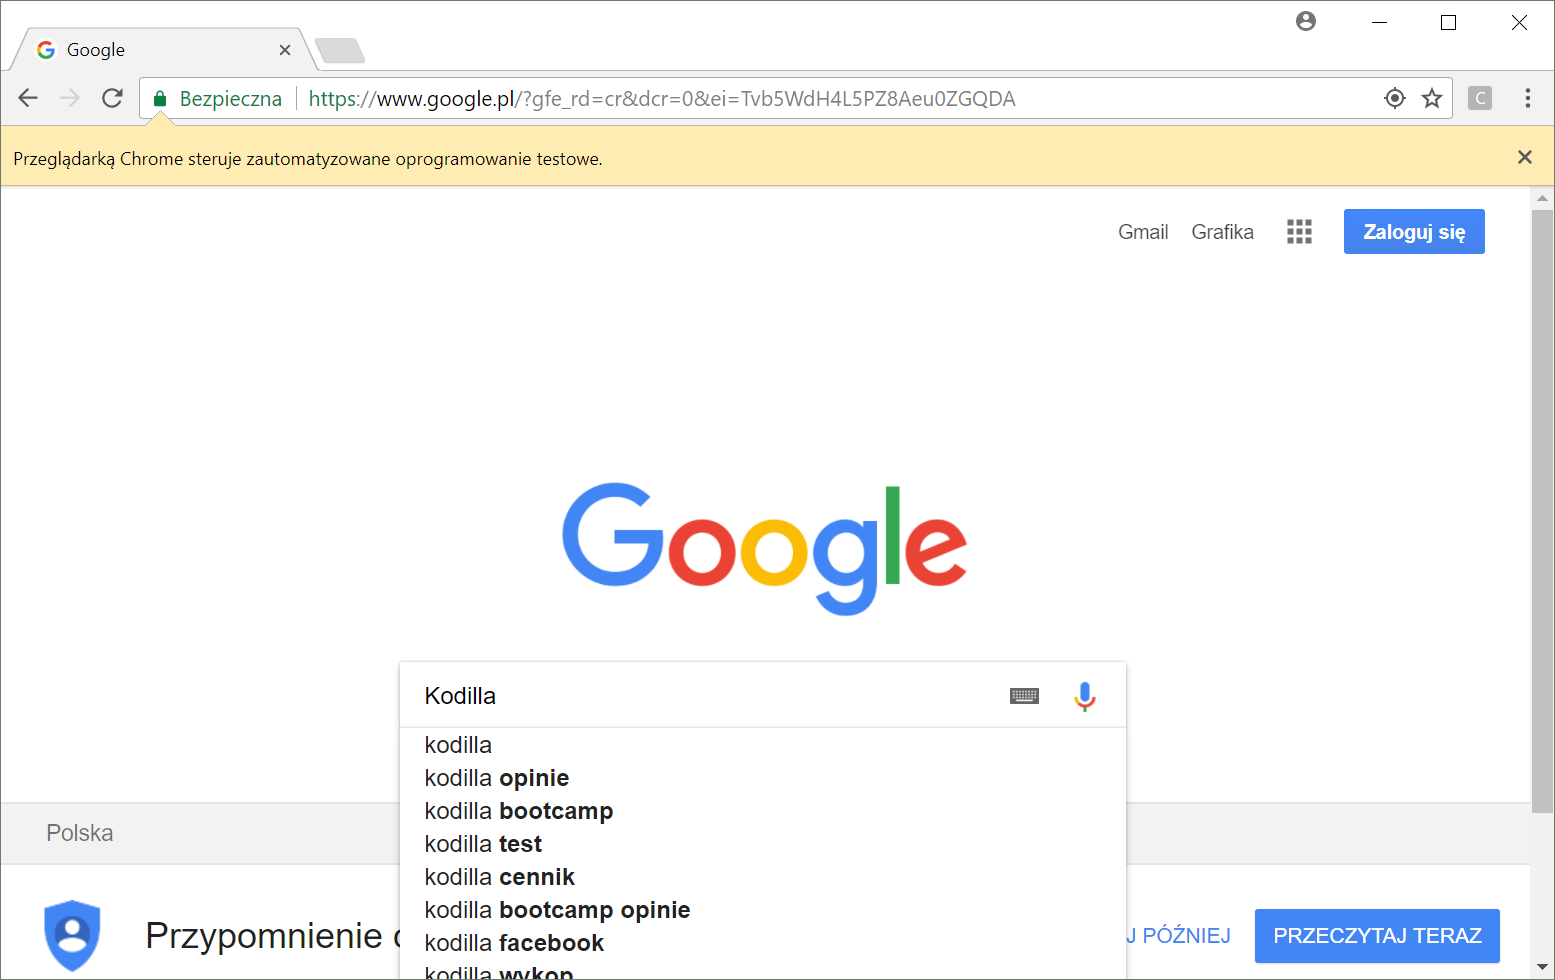 Google
Bezpieczna https://www.google.pl/?gfe_rd=cr&dcr=0&ei=Tvb5WdH4L5PZ8Aeu0ZGQDA
C
Przeglądarką Chrome steruje zautomatyzowane oprogramowanie testowe.
Gmail Grafika Zaloguj się
Google
Kodilla
kodilla
kodilla opinie
kodilla bootcamp
kodilla test
kodilla cennik
kodilla bootcamp opinie
kodilla facebook
kodilla wykop
Polska
Przypomnienie PÓŹNIEJ PRZECZYTAJ TERAZ